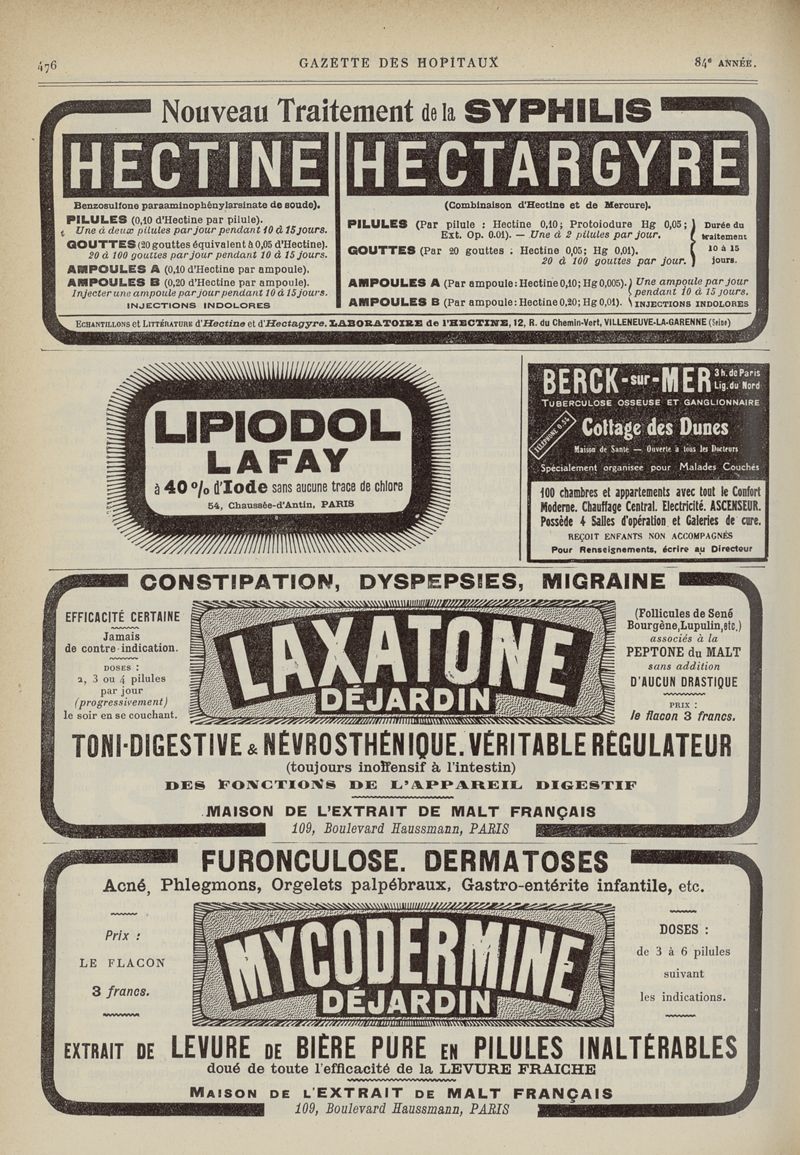 476
GAZETTE DES HOPITAUX
84e ANNÉE.
Nouveau Traitement de la SYPHILIS
HECTINE
Benzosulfone paraaminophénylarsinate de soude).
PILULES (0,10 d'Hectine par pilule).
Une à deux pilules par jour pendant 10 à 15 jours.
GOUTTES (20 gouttes équivalent à 0,05 d'Hectine).
20 à 100 gouttes par jour pendant 10 à 15 jours.
AMPOULES A (0,10 d'Hectine par ampoule).
AMPOULES B (0,20 d'Hectine par ampoule).
Injecter une ampoule par jour pendant 10 à 15 jours.
INJECTIONS INDOLORES
HECTARGYRE
(Combinaison d'Hectine et de Mercure).
PILULES (Par pilule : Hectine 0,10; Protoiodure Hg 0,05;
Ext. Op. 0.01). — Une à 2 pilules par jour.
GOUTTES (Par 20 gouttes : Hectine 0,05; Hg 0,01).
20 à 100 gouttes par jour.
Durée du
traitement
10 à 15
jours.
AMPOULES A (Par ampoule: Hectine 0,10; Hg 0,005).
AMPOULES B (Par ampoule: Hectine 0,20; Hg 0,01).
Une ampoule par jour
pendant 10 à 15 jours.
INJECTIONS INDOLORES
ECHANTILLONS et LITTÉRATURE d'Hectine et d'Hectagyre. LABORATOIRE de l'HECTINE, 12, R. du Chemin-Vert, VILLENEUVE-LA-GARENNE (Seine)
LIPIODOL
LAFAY
à 40 % d'Iode sans aucune trace de chlore
54, Chaussée-d'Antin, PARIS
BERCK-sur-MER
3 h. de Paris
Lig. du Nord
TUBERCULOSE OSSEUSE ET GANGLIONNAIRE
TÉLÉPHONE 0.54
Cottage des Dunes
Maison de Santé — Ouverte à tous les Docteurs
Spécialement organisée pour Malades Couchés
100 chambres et appartements avec tout le Confort
Moderne. Chauffage Central. Electricité. ASCENSEUR.
Possède 4 Salles d'opération et Galeries de cure.
REÇOIT ENFANTS NON ACCOMPAGNÉS
Pour Renseignements, écrire au Directeur
CONSTIPATION, DYSPEPSIES, MIGRAINE
EFFICACITÉ CERTAINE
Jamais
de contre-indication.
DOSES :
2, 3 ou 4 pilules
par jour
(progressivement)
le soir en se couchant.
LAXATONE
DÉJARDIN
(Follicules de Sené
Bourgène, Lupulin, etc.)
associés à la
PEPTONE du MALT
sans addition
D'AUCUN DRASTIQUE
PRIX :
le flacon 3 francs.
TONI-DIGESTIVE & NÉVROSTHÉNIQUE. VÉRITABLE RÉGULATEUR
(toujours inoffensif à l'intestin)
DES FONCTIONS DE L'APPAREIL DIGESTIF
MAISON DE L'EXTRAIT DE MALT FRANÇAIS
109, Boulevard Haussmann, PARIS
FURONCULOSE. DERMATOSES
Acné, Phlegmons, Orgelets palpébraux, Gastro-entérite infantile, etc.
Prix :
LE FLACON
3 francs.
MYCODERMINE
DÉJARDIN
DOSES :
de 3 à 6 pilules
suivant
les indications.
EXTRAIT DE LEVURE DE BIÈRE PURE EN PILULES INALTÉRABLES
doué de toute l'efficacité de la LEVURE FRAICHE
MAISON DE L'EXTRAIT DE MALT FRANÇAIS
109, Boulevard Haussmann, PARIS